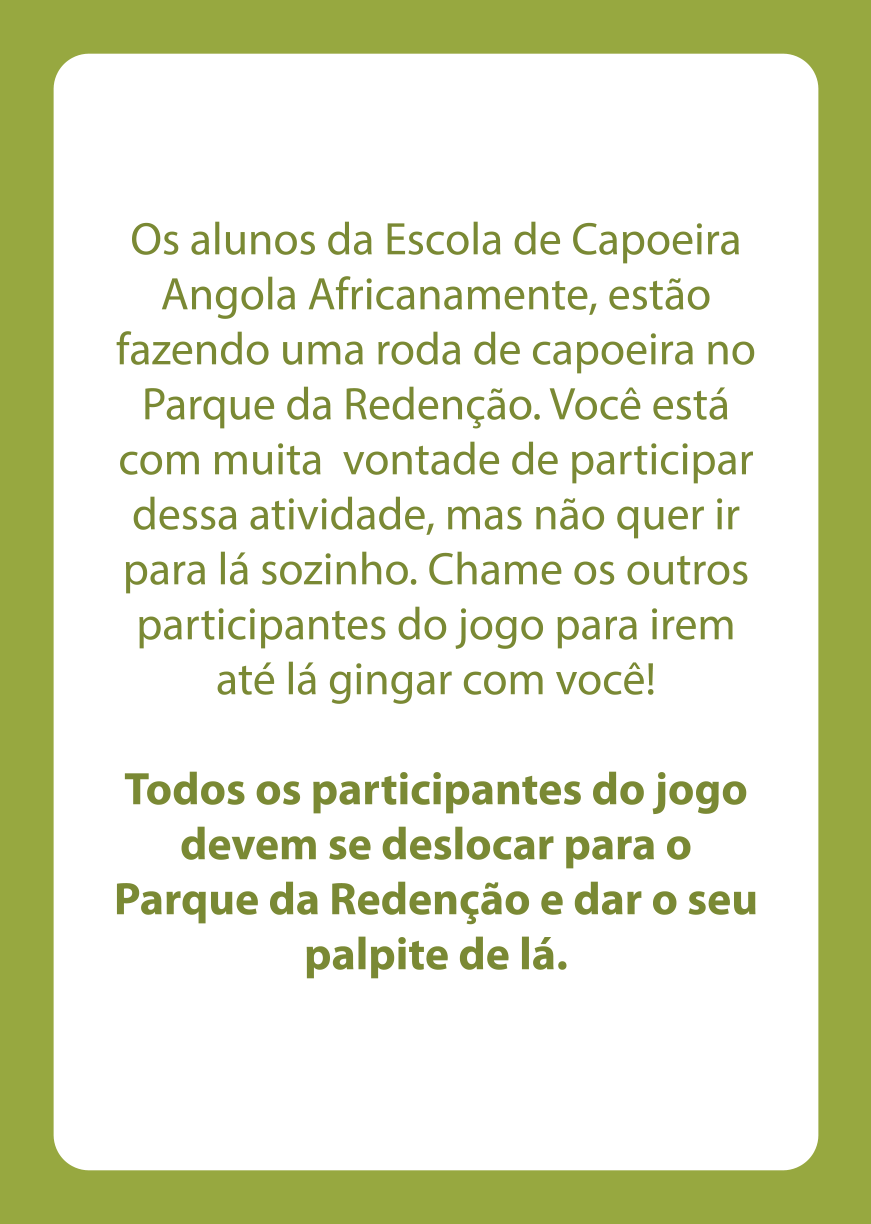 Os alunos da Escola de Capoeira
Angola Africanamente, estão
fazendo uma roda de capoeira no
Parque da Redenção. Você está
com muita  vontade de participar
dessa atividade, mas não quer ir
para lá sozinho. Chame os outros
participantes do jogo para irem
até lá gingar com você!
Todos os participantes do jogo
devem se deslocar para o
Parque da Redenção e dar o seu
palpite de lá.